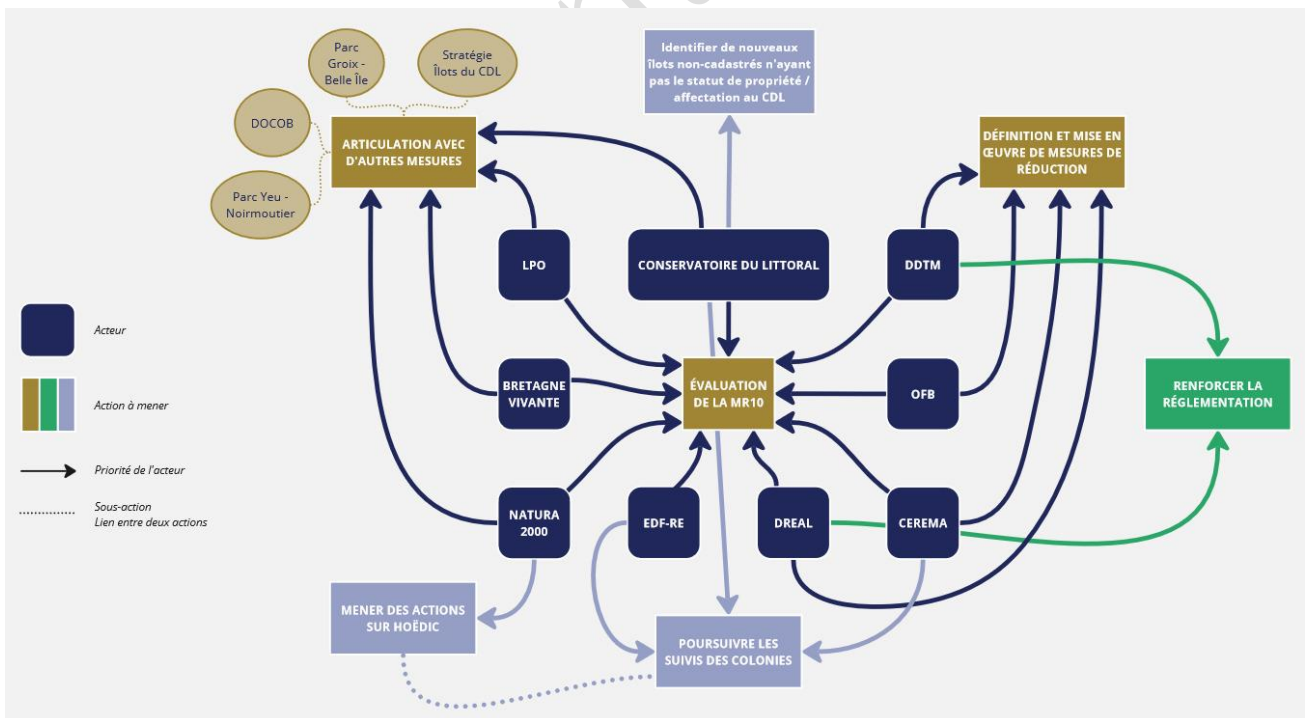 Parc
Groix -
Belle Île
Stratégie
Îlots du CDL
DOCOB
Parc Yeu -
Noirmoutier
ARTICULATION AVEC
D'AUTRES MESURES
Identifier de nouveaux
îlots non-cadastrés n'ayant
pas le statut de propriété /
affectation au CDL
DÉFINITION ET MISE EN
ŒUVRE DE MESURES DE
RÉDUCTION
LPO
CONSERVATOIRE DU LITTORAL
DDTM
Acteur
Action à mener
Priorité de l'acteur
Sous-action
Lien entre deux actions
BRETAGNE
VIVANTE
ÉVALUATION
DE LA MR10
OFB
RENFORCER LA
RÉGLEMENTATION
NATURA
2000
EDF-RE
DREAL
CEREMA
MENER DES ACTIONS
SUR HOËDIC
POURSUIVRE LES
SUIVIS DES COLONIES